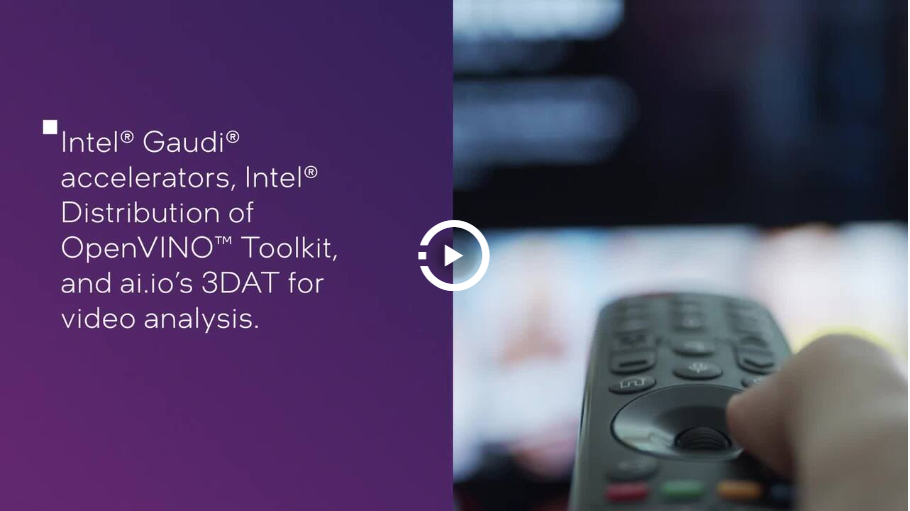 Intel® Gaudi®
accelerators, Intel®
Distribution of
OpenVINO™ Toolkit,
and ai.io’s 3DAT for
video analysis.